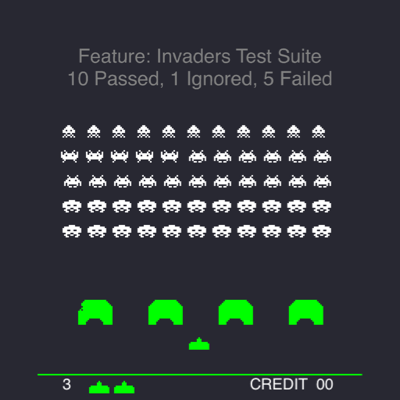 Feature: Invaders Test Suite
10 Passed, 1 Ignored, 5 Failed
3 CREDIT 00